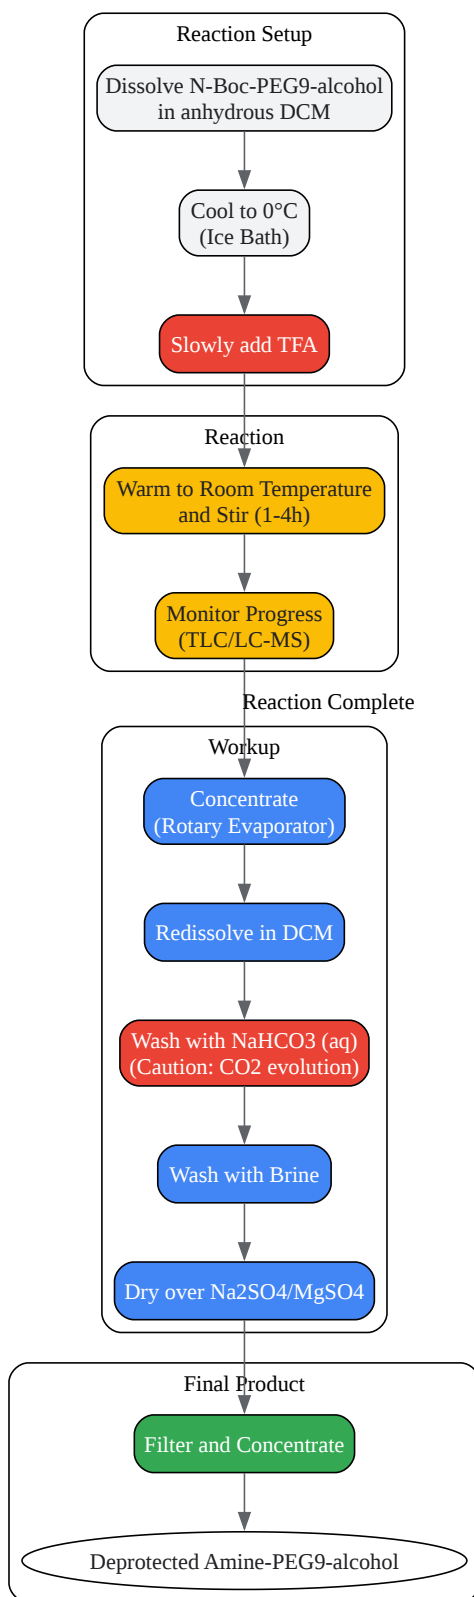 Reaction Setup
Dissolve N-Boc-PEG9-alcohol
in anhydrous DCM
Cool to 0°C
(Ice Bath)
Slowly add TFA
Reaction
Warm to Room Temperature
and Stir (1-4h)
Monitor Progress
(TLC/LC-MS)
Reaction Complete
Workup
Concentrate
(Rotary Evaporator)
Redissolve in DCM
Wash with NaHCO3 (aq)
(Caution: CO2 evolution)
Wash with Brine
Dry over Na2SO4/MgSO4
Final Product
Filter and Concentrate
Deprotected Amine-PEG9-alcohol